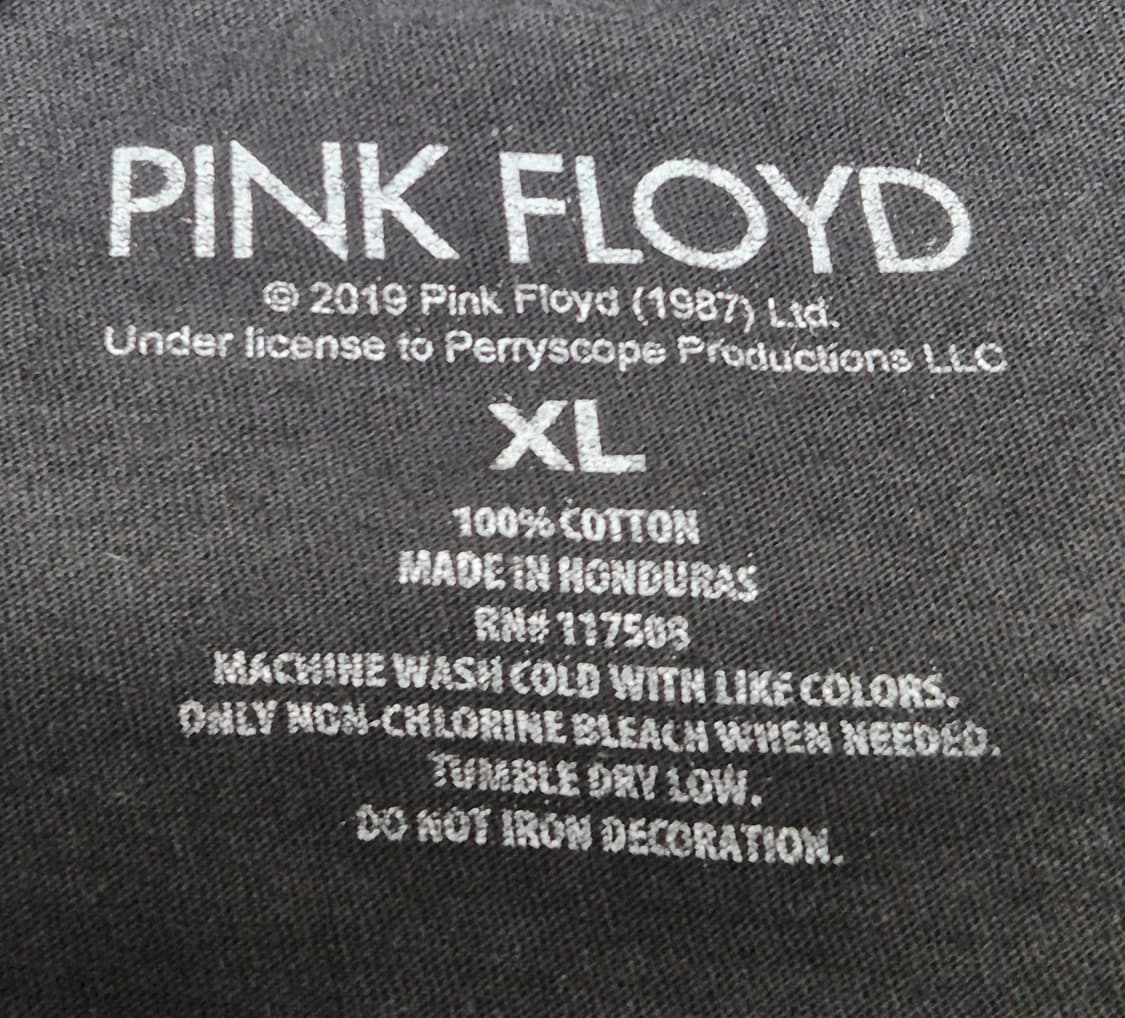 PINK FLOYD
© 2019 Pink Floyd (1987) Ltd.
Under license to Perryscope Productions LLC
XL
100% COTTON
MADE IN HONDURAS
RN# 117508
MACHINE WASH COLD WITH LIKE COLORS.
ONLY NON-CHLORINE BLEACH WHEN NEEDED.
TUMBLE DRY LOW.
DO NOT IRON DECORATION.